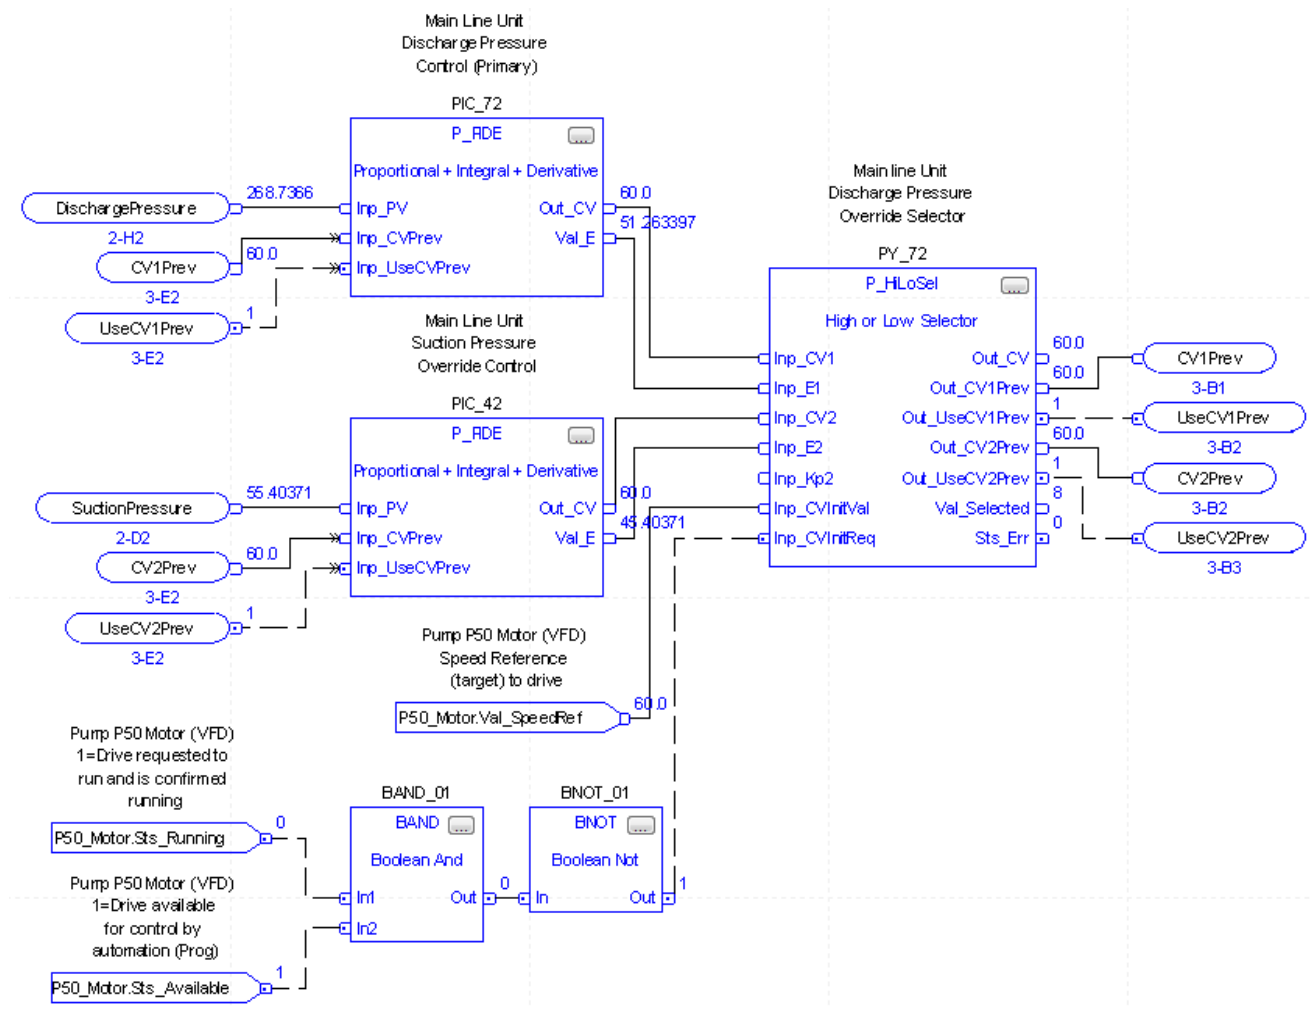 Main Line Unit
Discharge Pressure
Control (Primary)
PIC_72
P_PIDE
...
Proportional + Integral + Derivative
DischargePressure
268.7366
Inp_PV
Out_CV
60.0
2-H2
CV1Prev
60.0
Inp_CVPrev
Val_E
51.263397
3-E2
Inp_UseCVPrev
UseCV1Prev
1
3-E2
Main Line Unit
Suction Pressure
Override Control
PIC_42
P_PIDE
...
Proportional + Integral + Derivative
SuctionPressure
55.40371
Inp_PV
Out_CV
60.0
2-D2
CV2Prev
60.0
Inp_CVPrev
Val_E
45.40371
3-E2
Inp_UseCVPrev
UseCV2Prev
1
3-E2
Main line Unit
Discharge Pressure
Override Selector
PY_72
P_HiLoSel
...
High or Low Selector
Inp_CV1
Inp_E1
Inp_CV2
Inp_E2
Inp_Kp2
Inp_CVInitVal
Inp_CVInitReq
Out_CV
60.0
Out_CV1Prev
60.0
Out_UseCV1Prev
1
Out_CV2Prev
60.0
Out_UseCV2Prev
1
Val_Selected
8
Sts_Err
0
CV1Prev
3-B1
UseCV1Prev
3-B2
CV2Prev
3-B2
UseCV2Prev
3-B3
Pump P50 Motor (VFD)
Speed Reference
(target) to drive
P50_Motor.Val_SpeedRef
60.0
Pump P50 Motor (VFD)
1=Drive requested to
run and is confirmed
running
P50_Motor.Sts_Running
0
Pump P50 Motor (VFD)
1=Drive available
for control by
automation (Prog)
P50_Motor.Sts_Available
1
BAND_01
BAND
...
Boolean And
In1
Out
0
In2
BNOT_01
BNOT
...
Boolean Not
In
Out
1